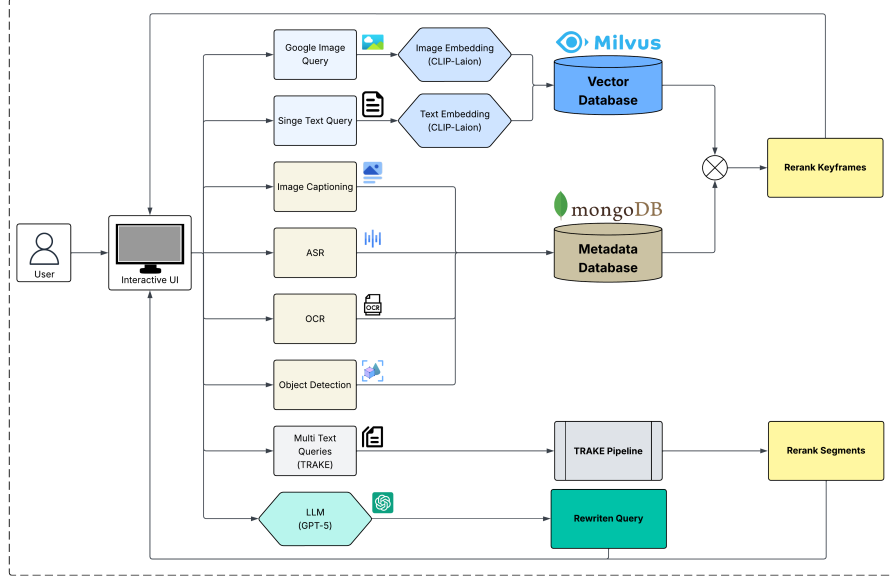 Google Image
Query
Image Embedding
(CLIP-Laion)
Milvus
Vector
Database
Singe Text Query
Text Embedding
(CLIP-Laion)
Image Captioning
Rerank Keyframes
mongoDB
User
Interactive UI
ASR
Metadata
Database
OCR
OCR
Object Detection
Multi Text
Queries
(TRAKE)
TRAKE Pipeline
Rerank Segments
LLM
(GPT-5)
Rewriten Query